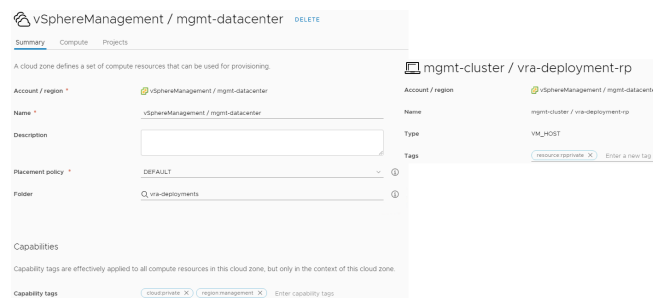 vSphereManagement / mgmt-datacenter DELETE
Summary Compute Projects
A cloud zone defines a set of compute resources that can be used for provisioning.
Account / region * vSphereManagement / mgmt-datacenter
Name * vSphereManagement / mgmt-datacenter
Description
Placement policy * DEFAULT
Folder vra-deployments
Capabilities
Capability tags are effectively applied to all compute resources in this cloud zone, but only in the context of this cloud zone.
Capability tags cloud:private X region:management X Enter capability tags
mgmt-cluster / vra-deployment-rp
Account / region vSphereManagement / mgmt-datacente
Name mgmt-cluster / vra-deployment-rp
Type VM_HOST
Tags resource:rpprivate X Enter a new tag